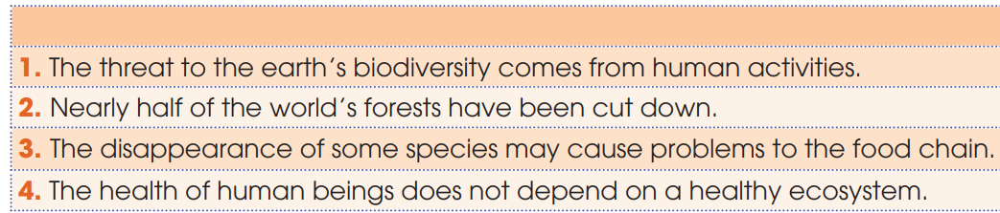 1. The threat to the earth's biodiversity comes from human activities.
2. Nearly half of the world's forests have been cut down.
3. The disappearance of some species may cause problems to the food chain.
4. The health of human beings does not depend on a healthy ecosystem.